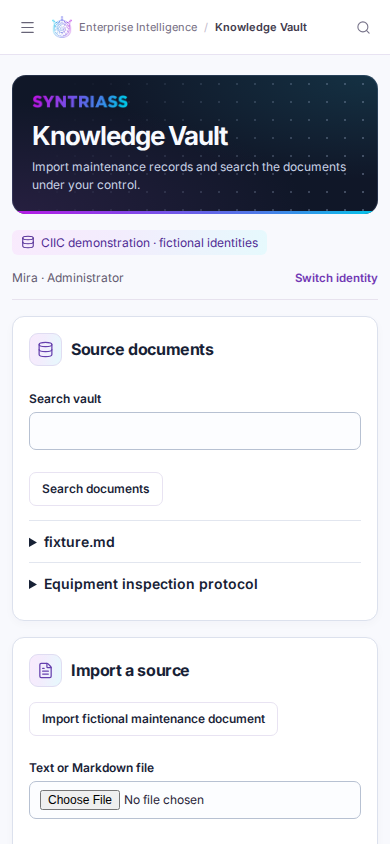 Enterprise Intelligence / Knowledge Vault
SYNTRIASS
Knowledge Vault
Import maintenance records and search the documents
under your control.
CIIC demonstration · fictional identities
Mira · Administrator
Switch identity
Source documents
Search vault
Search documents
fixture.md
Equipment inspection protocol
Import a source
Import fictional maintenance document
Text or Markdown file
Choose File No file chosen